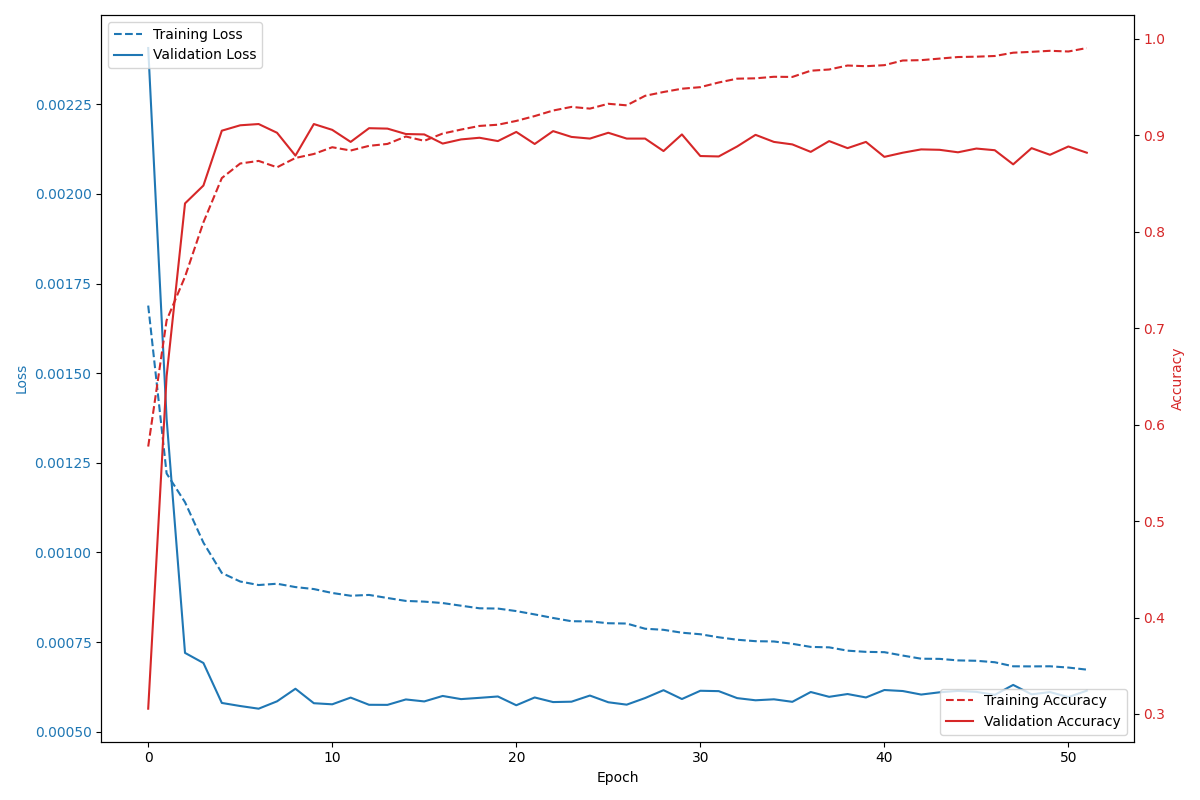 Training Loss
Validation Loss
0.00225
0.00200
0.00175
0.00150
0.00125
0.00100
0.00075
0.00050
Loss
1.0
0.9
0.8
0.7
0.6
0.5
0.4
0.3
Accuracy
Training Accuracy
Validation Accuracy
0 10 20 30 40 50
Epoch